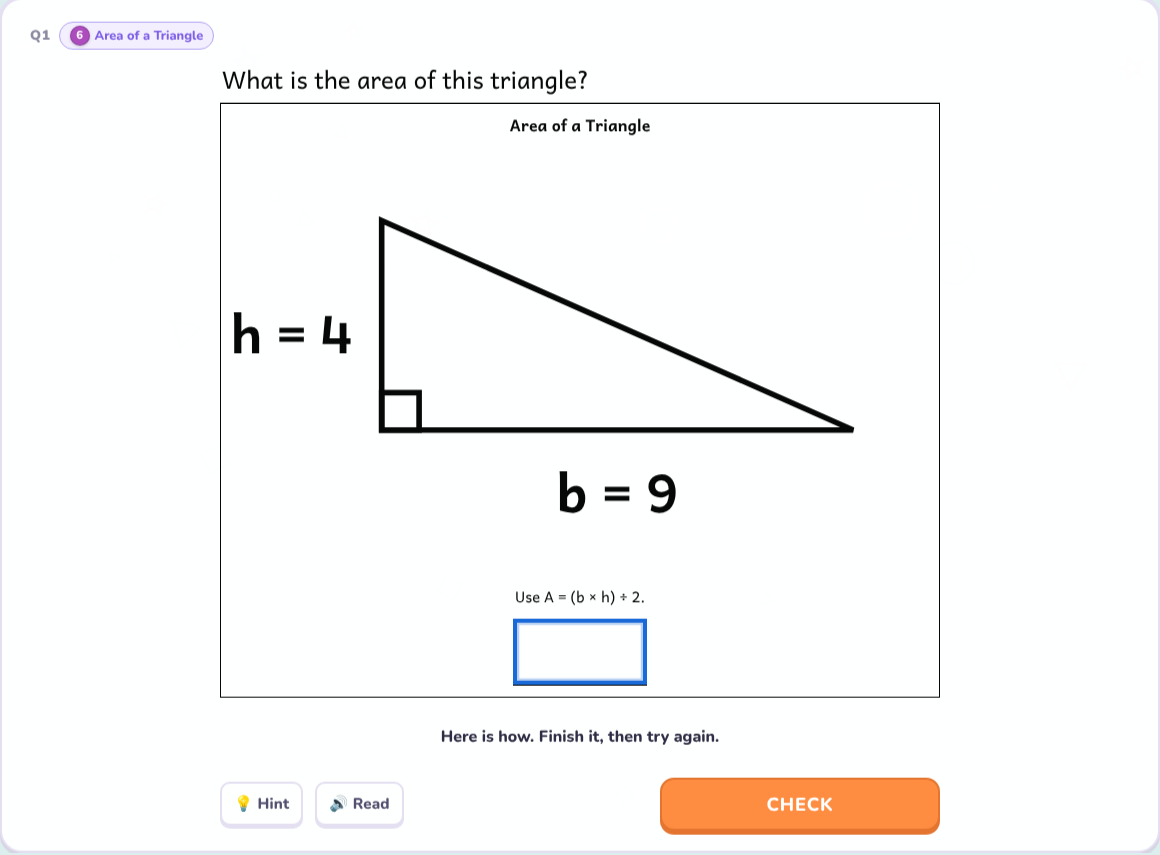 Q1 6 Area of a Triangle
What is the area of this triangle?
Area of a Triangle
h = 4
b = 9
Use A = (b × h) ÷ 2.
Here is how. Finish it, then try again.
Hint Read CHECK